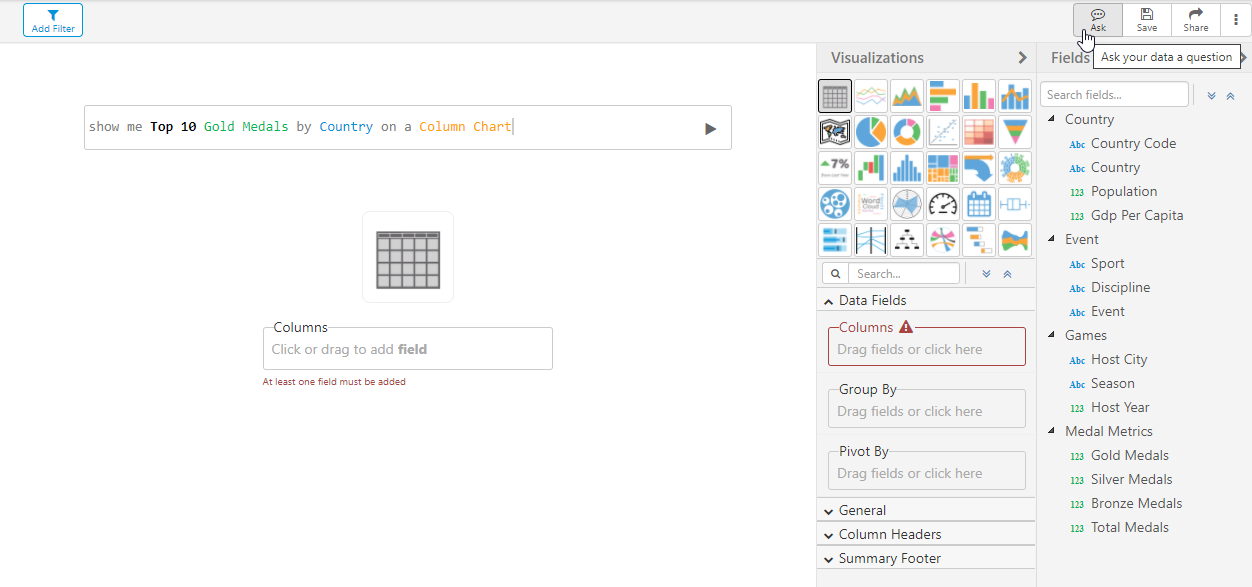 Add Filter
Ask
Save
Share
Ask your data a question
show me Top 10 Gold Medals by Country on a Column Chart
Columns
Click or drag to add field
At least one field must be added
Visualizations
7%
From Last Year
Word
Cloud
Search...
Data Fields
Columns
Drag fields or click here
Group By
Drag fields or click here
Pivot By
Drag fields or click here
General
Column Headers
Summary Footer
Fields
Search fields...
Country
Abc Country Code
Abc Country
123 Population
123 Gdp Per Capita
Event
Abc Sport
Abc Discipline
Abc Event
Games
Abc Host City
Abc Season
123 Host Year
Medal Metrics
123 Gold Medals
123 Silver Medals
123 Bronze Medals
123 Total Medals